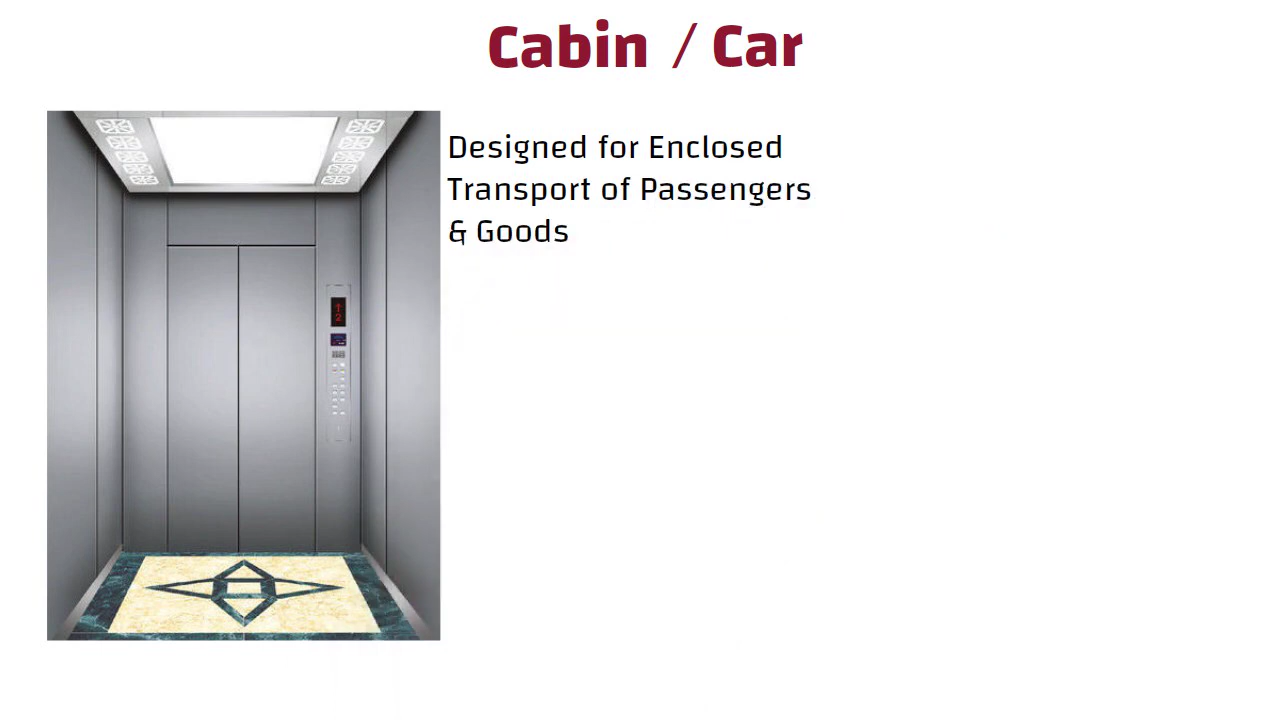 Cabin / Car
Designed for Enclosed
Transport of Passengers
& Goods